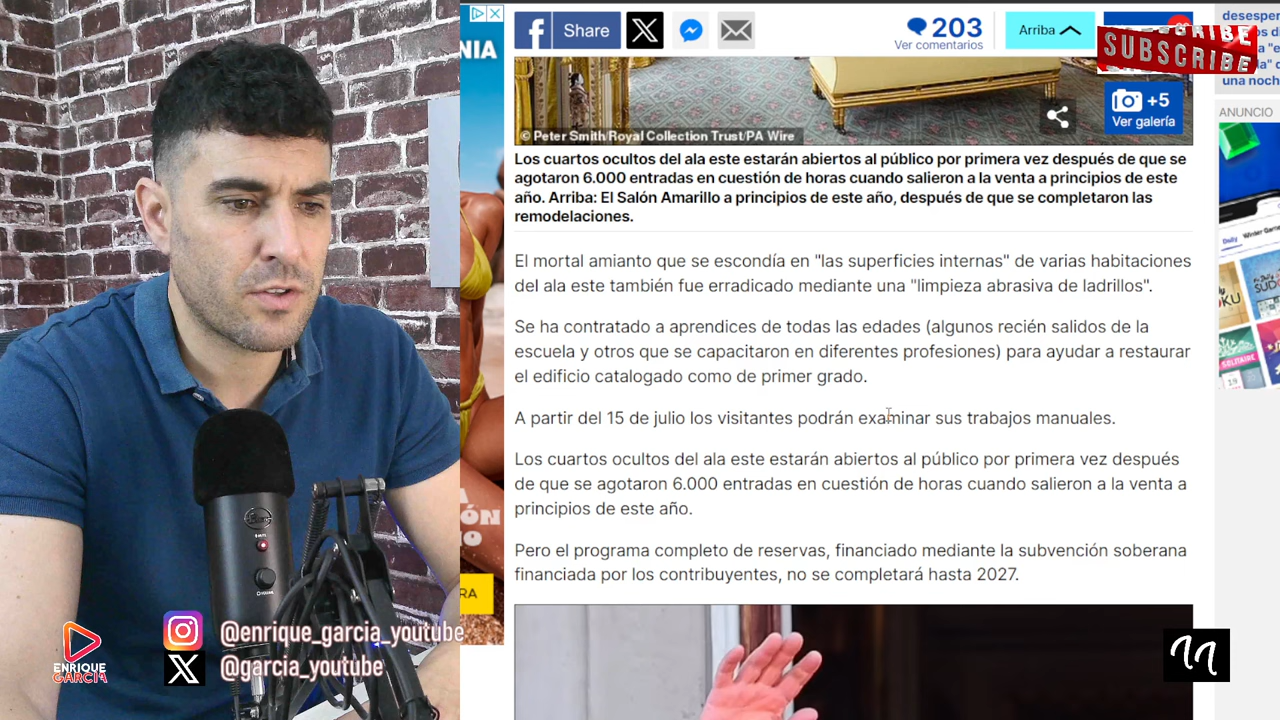 Share
203
Ver comentarios
Arriba
SUBSCRIBE
NIA
© Peter Smith/Royal Collection Trust/PA Wire
+5
Ver galería
Los cuartos ocultos del ala este estarán abiertos al público por primera vez después de que se
agotaron 6.000 entradas en cuestión de horas cuando salieron a la venta a principios de este
año. Arriba: El Salón Amarillo a principios de este año, después de que se completaron las
remodelaciones.
El mortal amianto que se escondía en "las superficies internas" de varias habitaciones
del ala este también fue erradicado mediante una "limpieza abrasiva de ladrillos".
Se ha contratado a aprendices de todas las edades (algunos recién salidos de la
escuela y otros que se capacitaron en diferentes profesiones) para ayudar a restaurar
el edificio catalogado como de primer grado.
A partir del 15 de julio los visitantes podrán examinar sus trabajos manuales.
Los cuartos ocultos del ala este estarán abiertos al público por primera vez después
de que se agotaron 6.000 entradas en cuestión de horas cuando salieron a la venta a
principios de este año.
Pero el programa completo de reservas, financiado mediante la subvención soberana
financiada por los contribuyentes, no se completará hasta 2027.
desesper
una noch
ANUNCIO
Daily
Winter Game
SOLITAIRE
RA
ENRIQUE
GARCIA
@enrique_garcia_youtube
@garcia_youtube